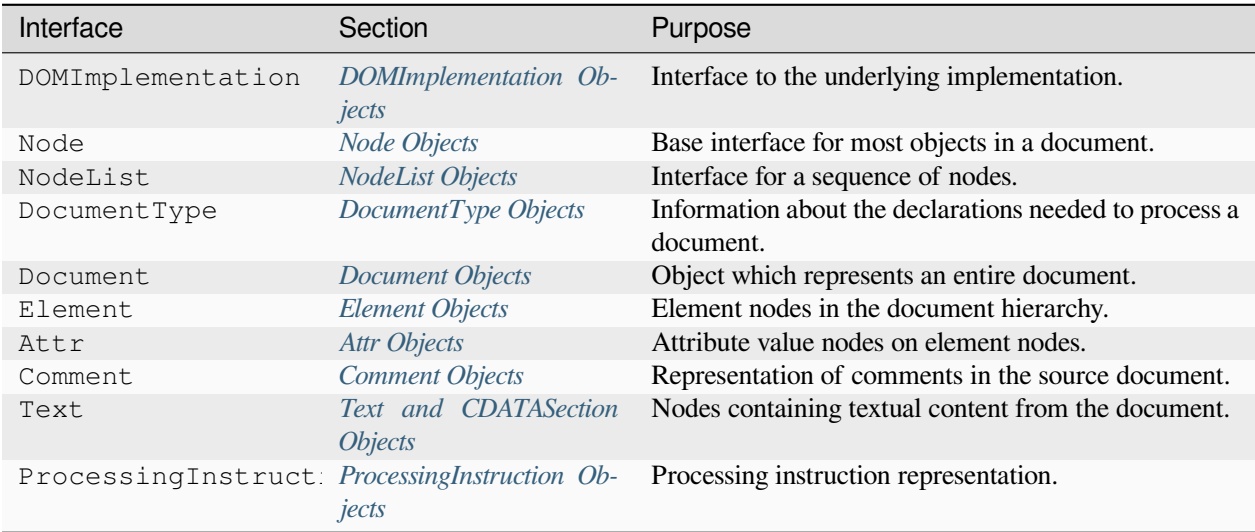 Interface Section Purpose
DOMImplementation DOMImplementation Ob- Interface to the underlying implementation.
jects
Node Node Objects Base interface for most objects in a document.
NodeList NodeList Objects Interface for a sequence of nodes.
DocumentType DocumentType Objects Information about the declarations needed to process a
document.
Document Document Objects Object which represents an entire document.
Element Element Objects Element nodes in the document hierarchy.
Attr Attr Objects Attribute value nodes on element nodes.
Comment Comment Objects Representation of comments in the source document.
Text Text and CDATASection Nodes containing textual content from the document.
Objects
ProcessingInstructi ProcessingInstruction Ob- Processing instruction representation.
jects